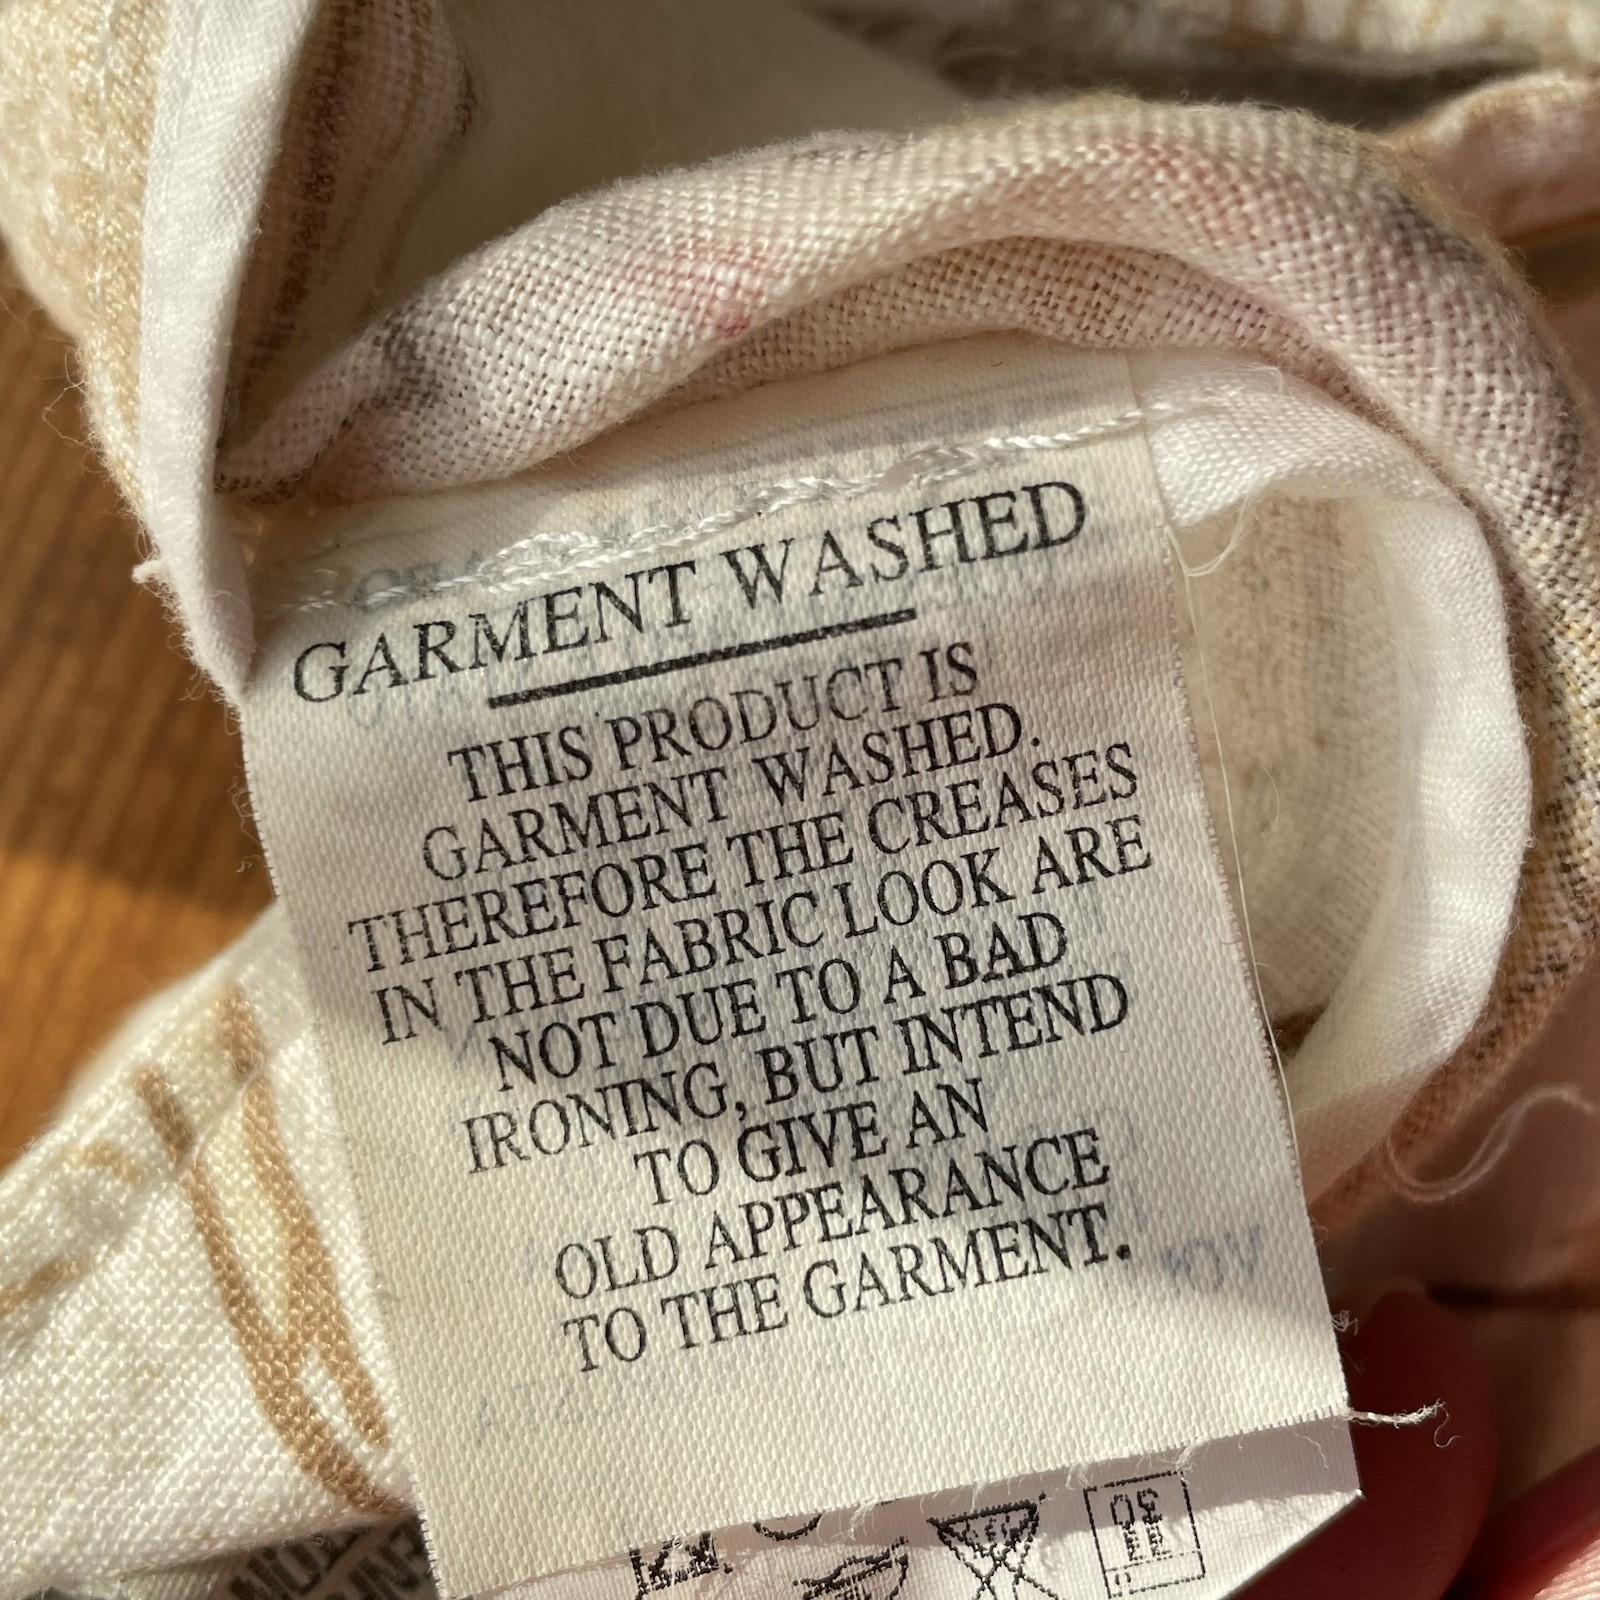 GARMENT WASHED
THIS PRODUCT IS
GARMENT WASHED.
THEREFORE THE CREASES
IN THE FABRIC LOOK ARE
NOT DUE TO A BAD
IRONING, BUT INTEND
TO GIVE AN
OLD APPEARANCE
TO THE GARMENT.